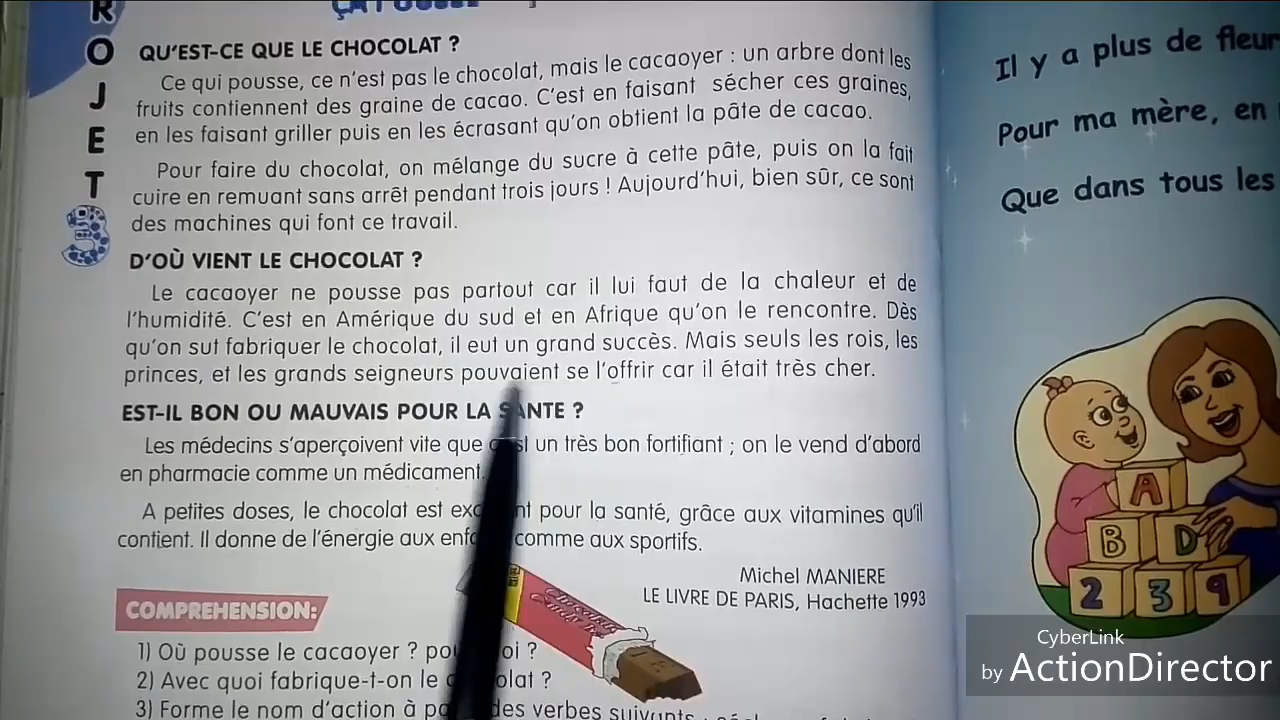 ROJET
3
QU'EST-CE QUE LE CHOCOLAT ?
Ce qui pousse, ce n'est pas le chocolat, mais le cacaoyer : un arbre dont les
fruits contiennent des graine de cacao. C'est en faisant sécher ces graines,
en les faisant griller puis en les écrasant qu'on obtient la pâte de cacao.
Pour faire du chocolat, on mélange du sucre à cette pâte, puis on la fait
cuire en remuant sans arrêt pendant trois jours ! Aujourd'hui, bien sûr, ce sont
des machines qui font ce travail.
D'OÙ VIENT LE CHOCOLAT ?
Le cacaoyer ne pousse pas partout car il lui faut de la chaleur et de
l'humidité. C'est en Amérique du sud et en Afrique qu'on le rencontre. Dès
qu'on sut fabriquer le chocolat, il eut un grand succès. Mais seuls les rois, les
princes, et les grands seigneurs pouvaient se l'offrir car il était très cher.
EST-IL BON OU MAUVAIS POUR LA SANTE ?
Les médecins s'aperçoivent vite que un très bon fortifiant ; on le vend d'abord
en pharmacie comme un médicament.
A petites doses, le chocolat est pour la santé, grâce aux vitamines qu'il
contient. Il donne de l'énergie aux comme aux sportifs.
Michel MANIERE
LE LIVRE DE PARIS, Hachette 1993
COMPREHENSION:
1) Où pousse le cacaoyer ? ?
2) Avec quoi fabrique-t-on le ?
3) Forme le nom d'action à des verbes suivants
Il y a plus de fleur
Pour ma mère, en
Que dans tous les
A
B D
2 3 9
CyberLink
by ActionDirector